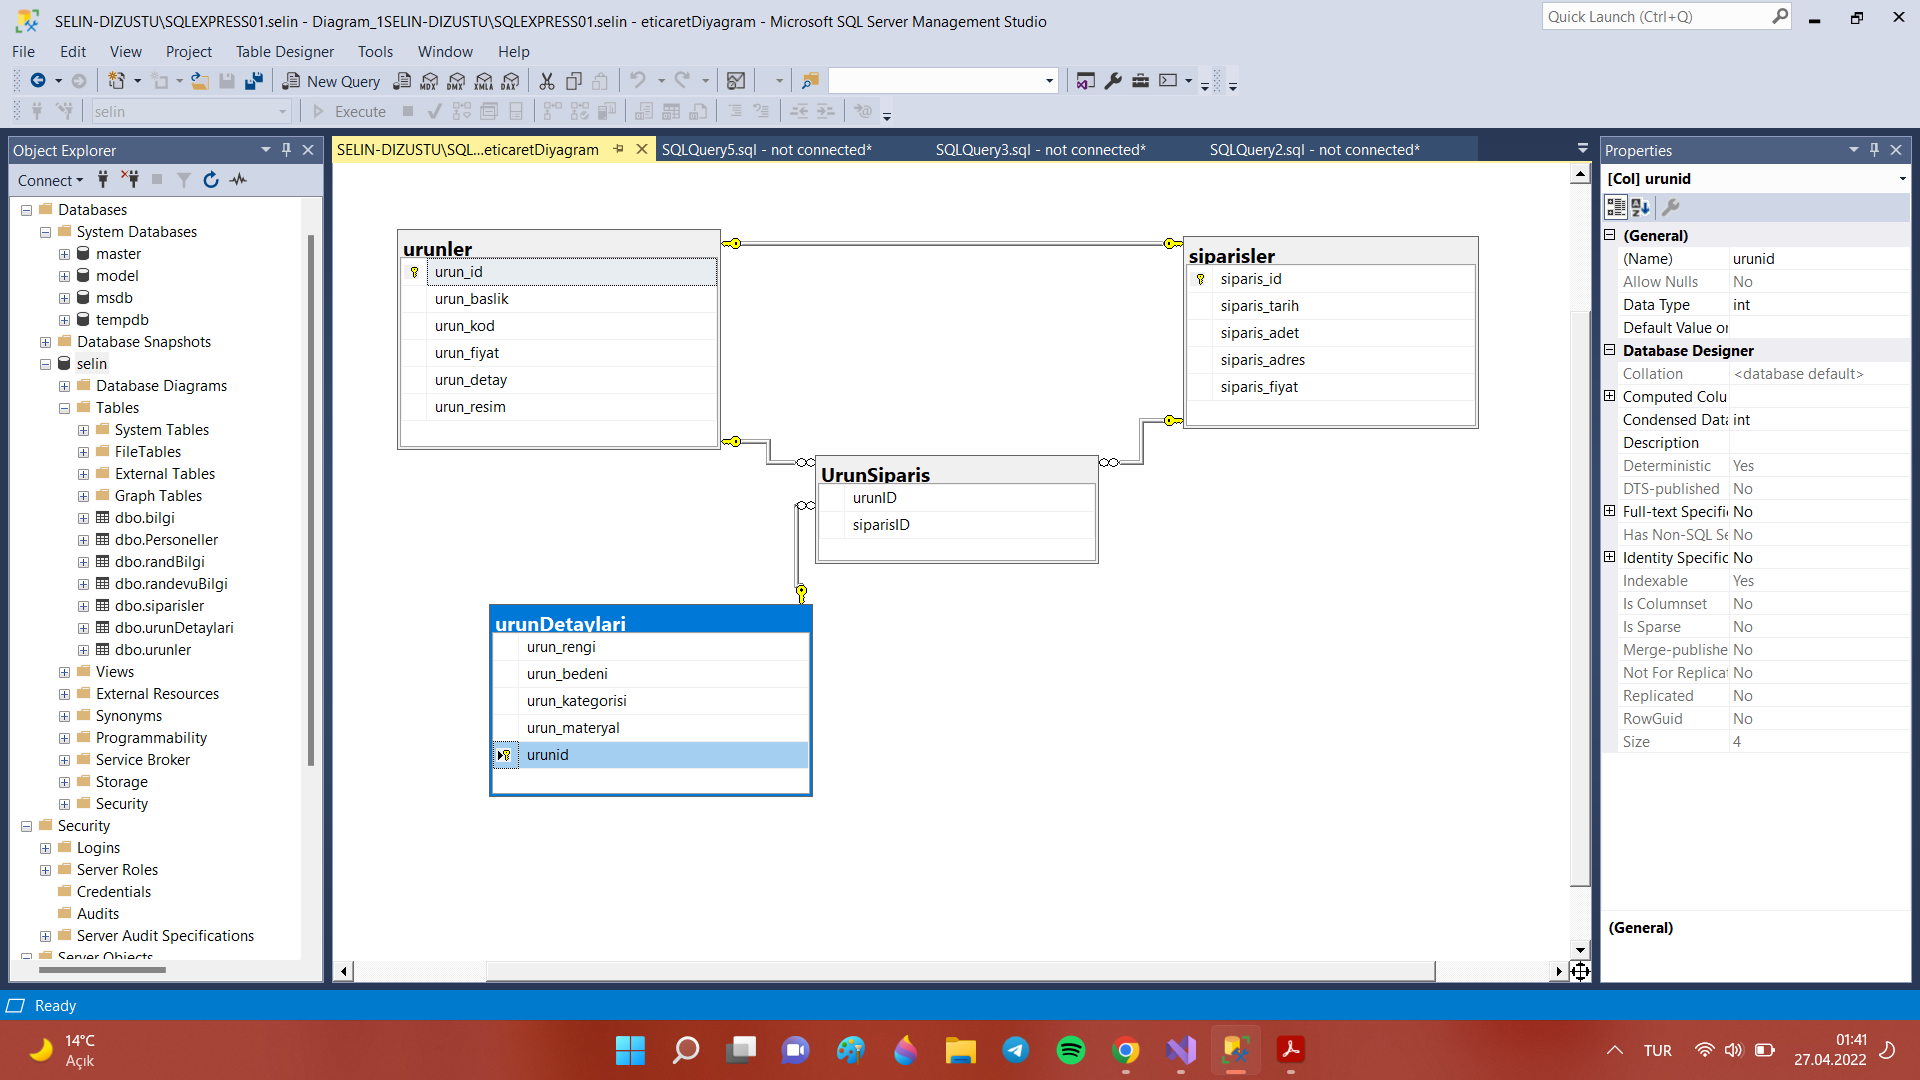 SELIN-DIZUSTU\SQLEXPRESS01.selin - Diagram_1SELIN-DIZUSTU\SQLEXPRESS01.selin - eticaretDiyagram - Microsoft SQL Server Management Studio
Quick Launch (Ctrl+Q)
File Edit View Project Table Designer Tools Window Help
New Query MDX DMX XMLA DAX
selin Execute
Object Explorer
Connect
Databases
System Databases
master
model
msdb
tempdb
Database Snapshots
selin
Database Diagrams
Tables
System Tables
FileTables
External Tables
Graph Tables
dbo.bilgi
dbo.Personeller
dbo.randBilgi
dbo.randevuBilgi
dbo.siparisler
dbo.urunDetaylari
dbo.urunler
Views
External Resources
Synonyms
Programmability
Service Broker
Storage
Security
Security
Logins
Server Roles
Credentials
Audits
Server Audit Specifications
Server Objects
SELIN-DIZUSTU\SQL...eticaretDiyagram SQLQuery5.sql - not connected* SQLQuery3.sql - not connected* SQLQuery2.sql - not connected*
urunler
urun_id
urun_baslik
urun_kod
urun_fiyat
urun_detay
urun_resim
siparisler
siparis_id
siparis_tarih
siparis_adet
siparis_adres
siparis_fiyat
UrunSiparis
urunID
siparisID
urunDetaylari
urun_rengi
urun_bedeni
urun_kategorisi
urun_materyal
urunid
Properties
[Col] urunid
(General)
(Name) urunid
Allow Nulls No
Data Type int
Default Value or
Database Designer
Collation <database default>
Computed Colu
Condensed Data int
Description
Deterministic Yes
DTS-published No
Full-text Specifi No
Has Non-SQL Se No
Identity Specific No
Indexable Yes
Is Columnset No
Is Sparse No
Merge-publishe No
Not For Replicat No
Replicated No
RowGuid No
Size 4
(General)
Ready
14°C
Açık
TUR
01:41
27.04.2022